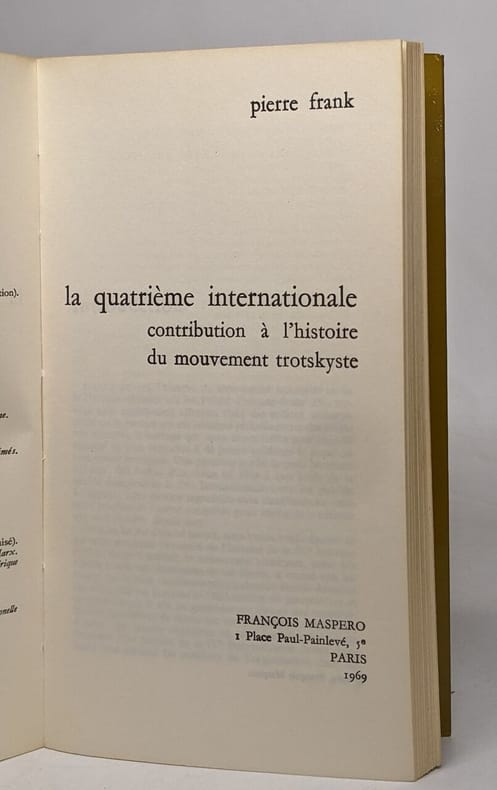 pierre frank
la quatrième internationale
contribution à l'histoire
du mouvement trotskyste
FRANÇOIS MASPERO
1 Place Paul-Painlevé, 5e
PARIS
1969